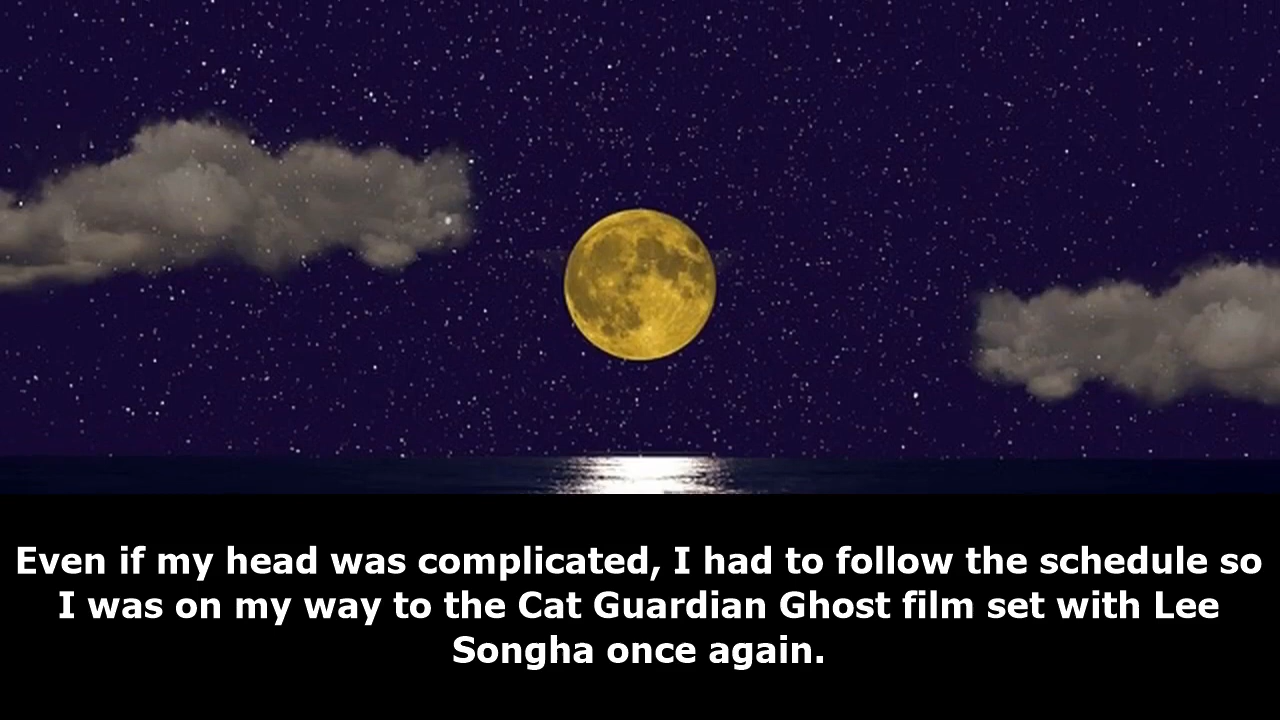 Even if my head was complicated, I had to follow the schedule so
I was on my way to the Cat Guardian Ghost film set with Lee
Songha once again.